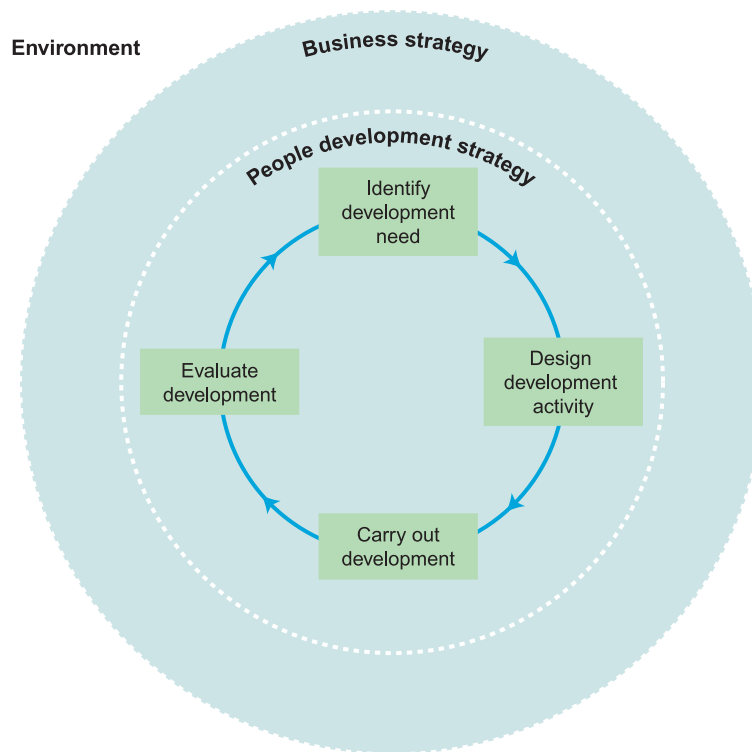 Environment
Business strategy
People development strategy
Identify
development
need
Evaluate
development
Design
development
activity
Carry out
development